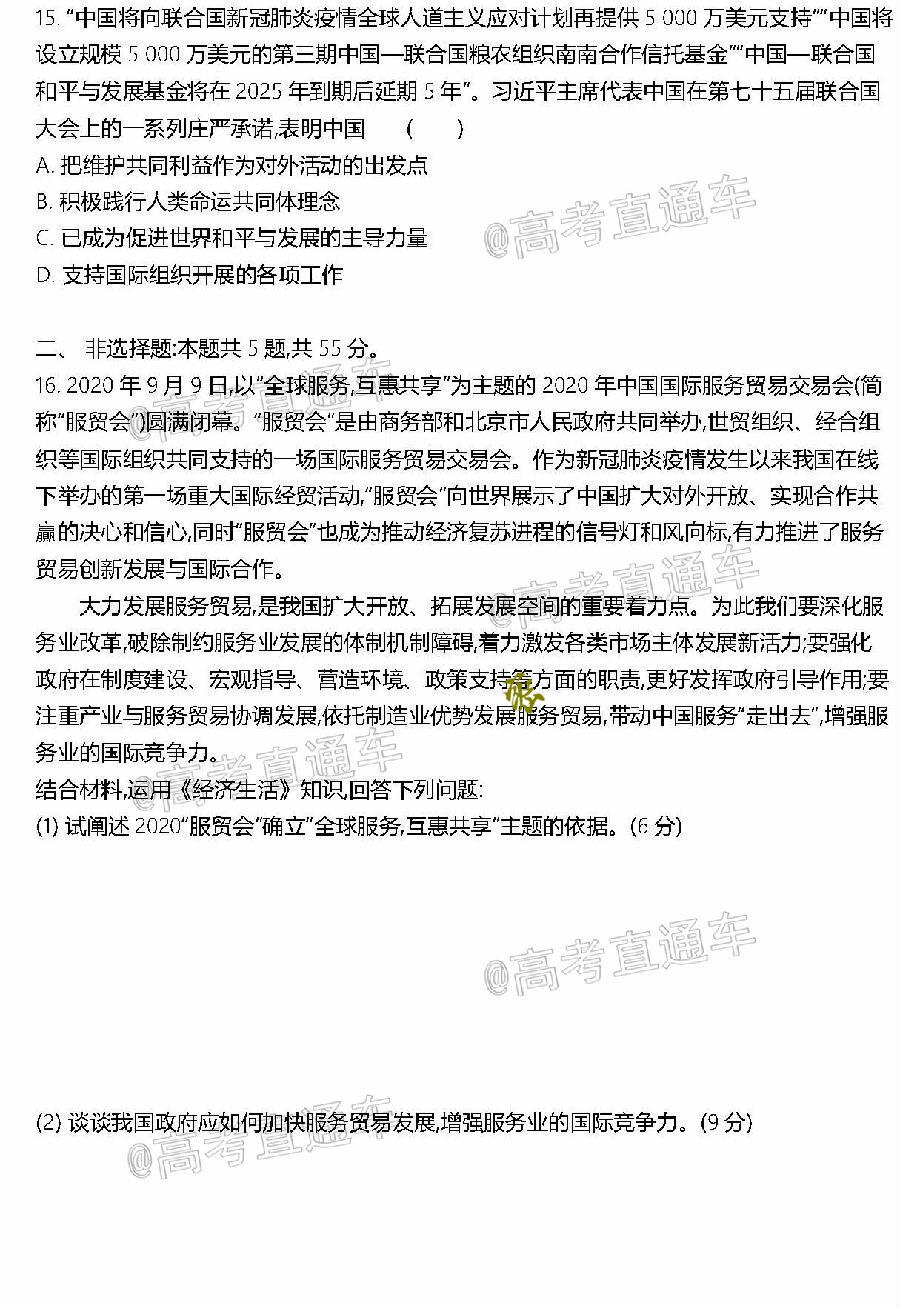 15. “中国将向联合国新冠肺炎疫情全球人道主义应对计划再提供 5 000 万美元支持”“中国将
设立规模 5 000 万美元的第三期中国—联合国粮农组织南南合作信托基金”“中国—联合国
和平与发展基金将在 2025 年到期后延期 5 年”。习近平主席代表中国在第七十五届联合国
大会上的一系列庄严承诺,表明中国 ( )
A. 把维护共同利益作为对外活动的出发点
B. 积极践行人类命运共同体理念
C. 已成为促进世界和平与发展的主导力量
D. 支持国际组织开展的各项工作
@高考直通车
二、 非选择题:本题共 5 题,共 55 分。
16. 2020 年 9 月 9 日,以“全球服务,互惠共享”为主题的 2020 年中国国际服务贸易交易会(简
称“服贸会”)圆满闭幕。“服贸会”是由商务部和北京市人民政府共同举办,世贸组织、经合组
织等国际组织共同支持的一场国际服务贸易交易会。作为新冠肺炎疫情发生以来我国在线
下举办的第一场重大国际经贸活动,“服贸会”向世界展示了中国扩大对外开放、实现合作共
赢的决心和信心,同时“服贸会”也成为推动经济复苏进程的信号灯和风向标,有力推进了服务
贸易创新发展与国际合作。
@高考直通车
@高考直通车
大力发展服务贸易,是我国扩大开放、拓展发展空间的重要着力点。为此我们要深化服
务业改革,破除制约服务业发展的体制机制障碍,着力激发各类市场主体发展新活力;要强化
政府在制度建设、宏观指导、营造环境、政策支持等方面的职责,更好发挥政府引导作用;要
注重产业与服务贸易协调发展,依托制造业优势发展服务贸易,带动中国服务“走出去”,增强服
务业的国际竞争力。
@高考直通车
结合材料,运用《经济生活》知识,回答下列问题:
(1) 试阐述 2020“服贸会”确立“全球服务,互惠共享”主题的依据。(6 分)
@高考直通车
(2) 谈谈我国政府应如何加快服务贸易发展,增强服务业的国际竞争力。(9 分)
@高考直通车